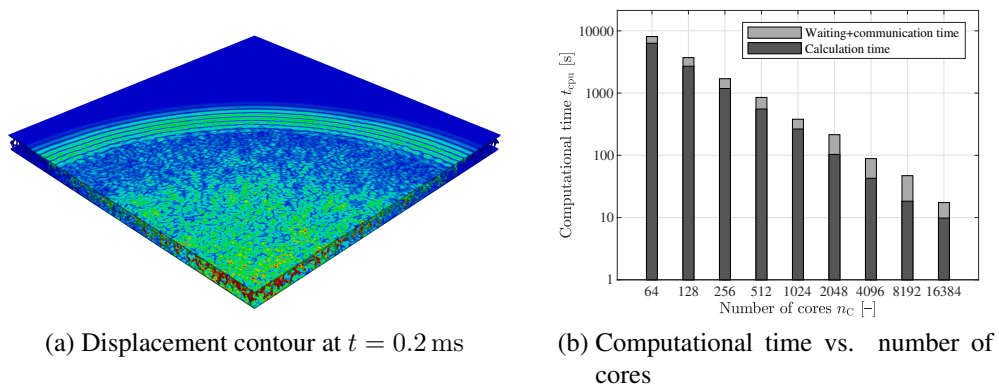 10000
1000
100
10
1
Computational time t_cpu [s]
Waiting+communication time
Calculation time
64 128 256 512 1024 2048 4096 8192 16384
Number of cores n_C [–]
(a) Displacement contour at t = 0.2 ms
(b) Computational time vs. number of
cores